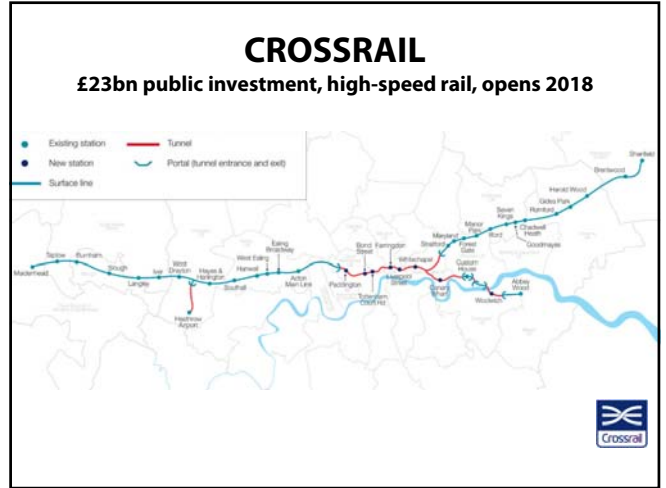 CROSSRAIL
£23bn public investment, high-speed rail, opens 2018
Existing station
Tunnel
New station
Portal (tunnel entrance and exit)
Surface line
Shenfield
Brentwood
Harold Wood
Gidea Park
Romford
Chadwell
Heath
Goodmayes
Seven
Kings
Ilford
Manor
Park
Forest
Gate
Maryland
Stratford
Whitechapel
Custom
House
Canary
Wharf
Woolwich
Abbey
Wood
Liverpool
Street
Farringdon
Tottenham
Court Rd
Bond
Street
Paddington
Acton
Main Line
Ealing
Broadway
West Ealing
Hanwell
Southall
Hayes &
Harlington
Heathrow
Airport
West
Drayton
Iver
Langley
Slough
Burnham
Taplow
Maidenhead
Crossrail